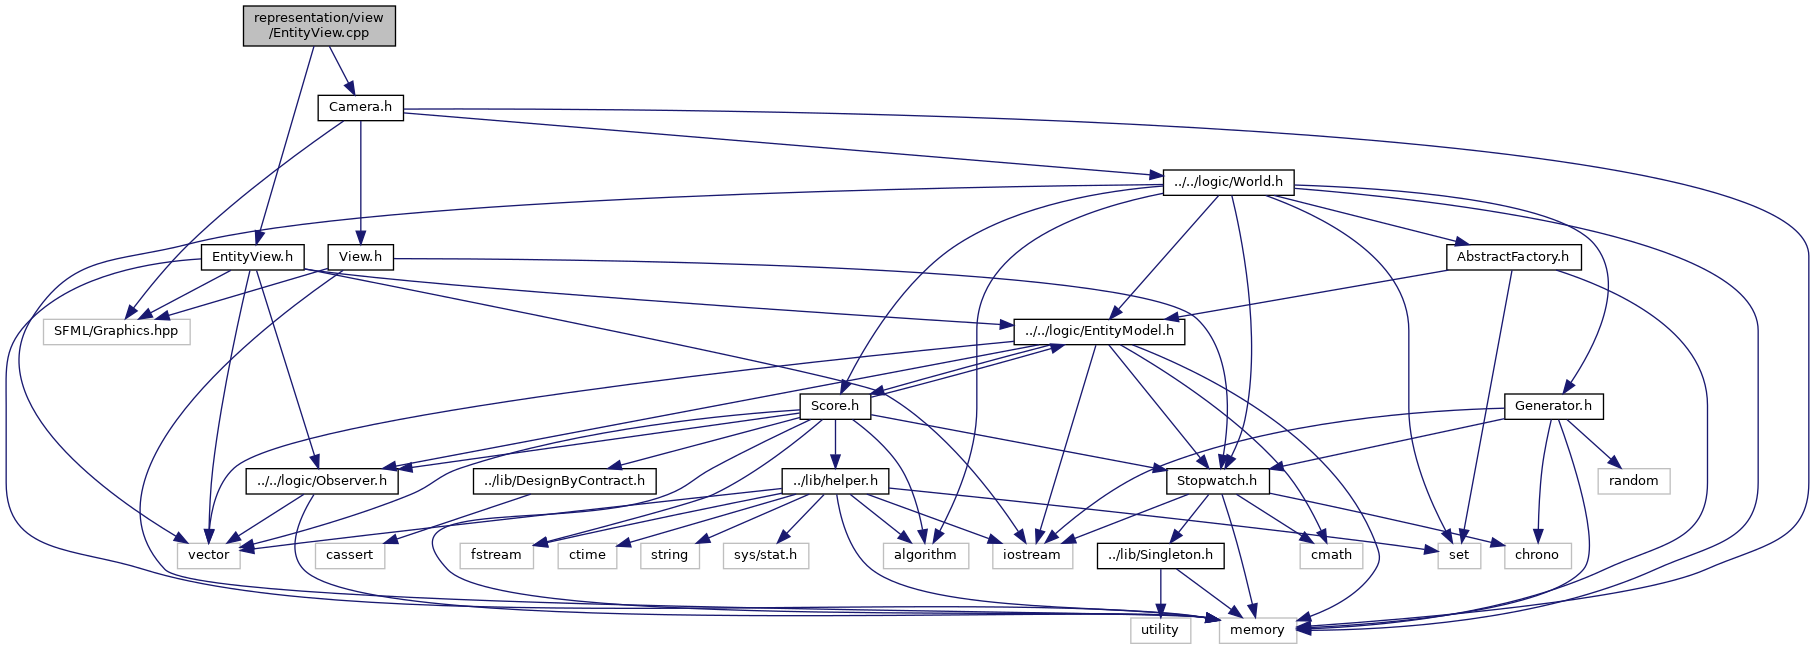 representation/view
/EntityView.cpp
Camera.h
../../logic/World.h
EntityView.h
View.h
AbstractFactory.h
SFML/Graphics.hpp
../../logic/EntityModel.h
Score.h
Generator.h
../../logic/Observer.h
../lib/DesignByContract.h
../lib/helper.h
Stopwatch.h
random
vector
cassert
fstream
ctime
string
sys/stat.h
algorithm
iostream
../lib/Singleton.h
cmath
set
chrono
utility
memory